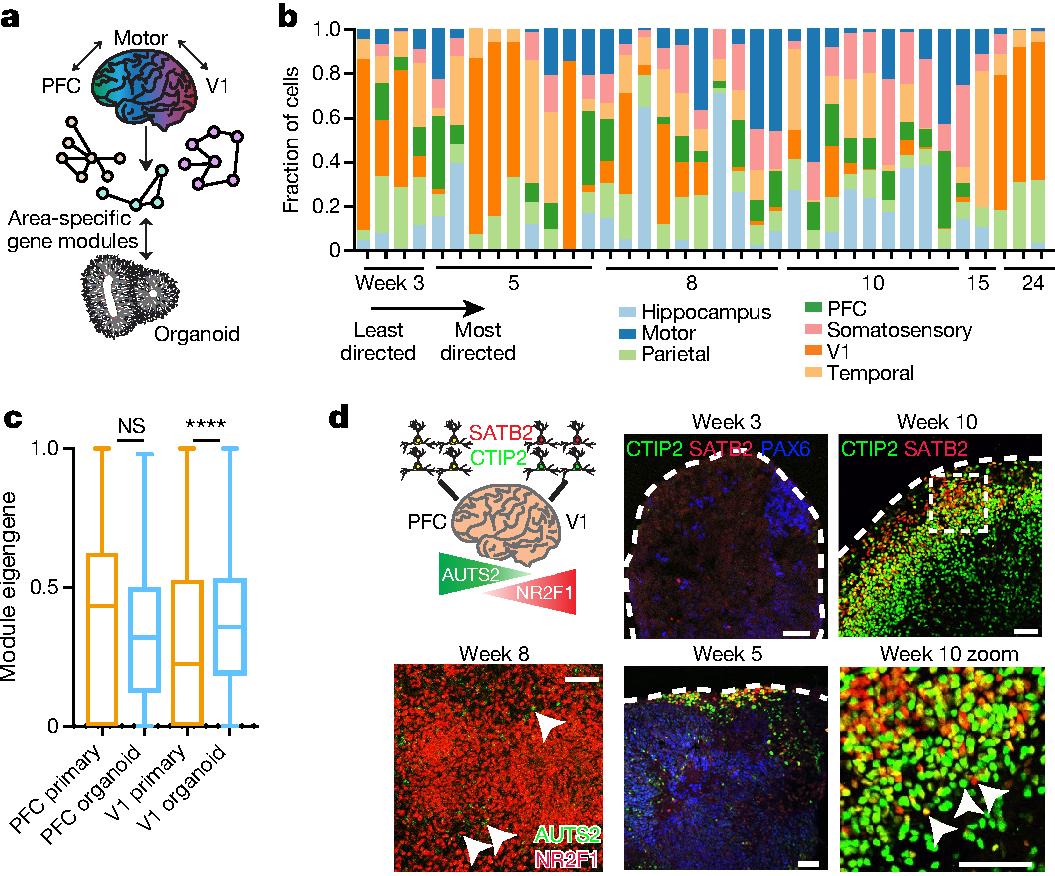 a
Motor
PFC
V1
Area-specific
gene modules
Organoid
b
Fraction of cells
1.0
0.8
0.6
0.4
0.2
0
Week 3
5
8
10
15
24
Least
directed
Most
directed
Hippocampus
Motor
Parietal
PFC
Somatosensory
V1
Temporal
c
NS
****
Module eigengene
1.0
0.5
0
PFC primary
PFC organoid
V1 primary
V1 organoid
d
SATB2
CTIP2
PFC
V1
AUTS2
NR2F1
Week 3
CTIP2 SATB2 PAX6
Week 10
CTIP2 SATB2
Week 8
AUTS2
NR2F1
Week 5
Week 10 zoom